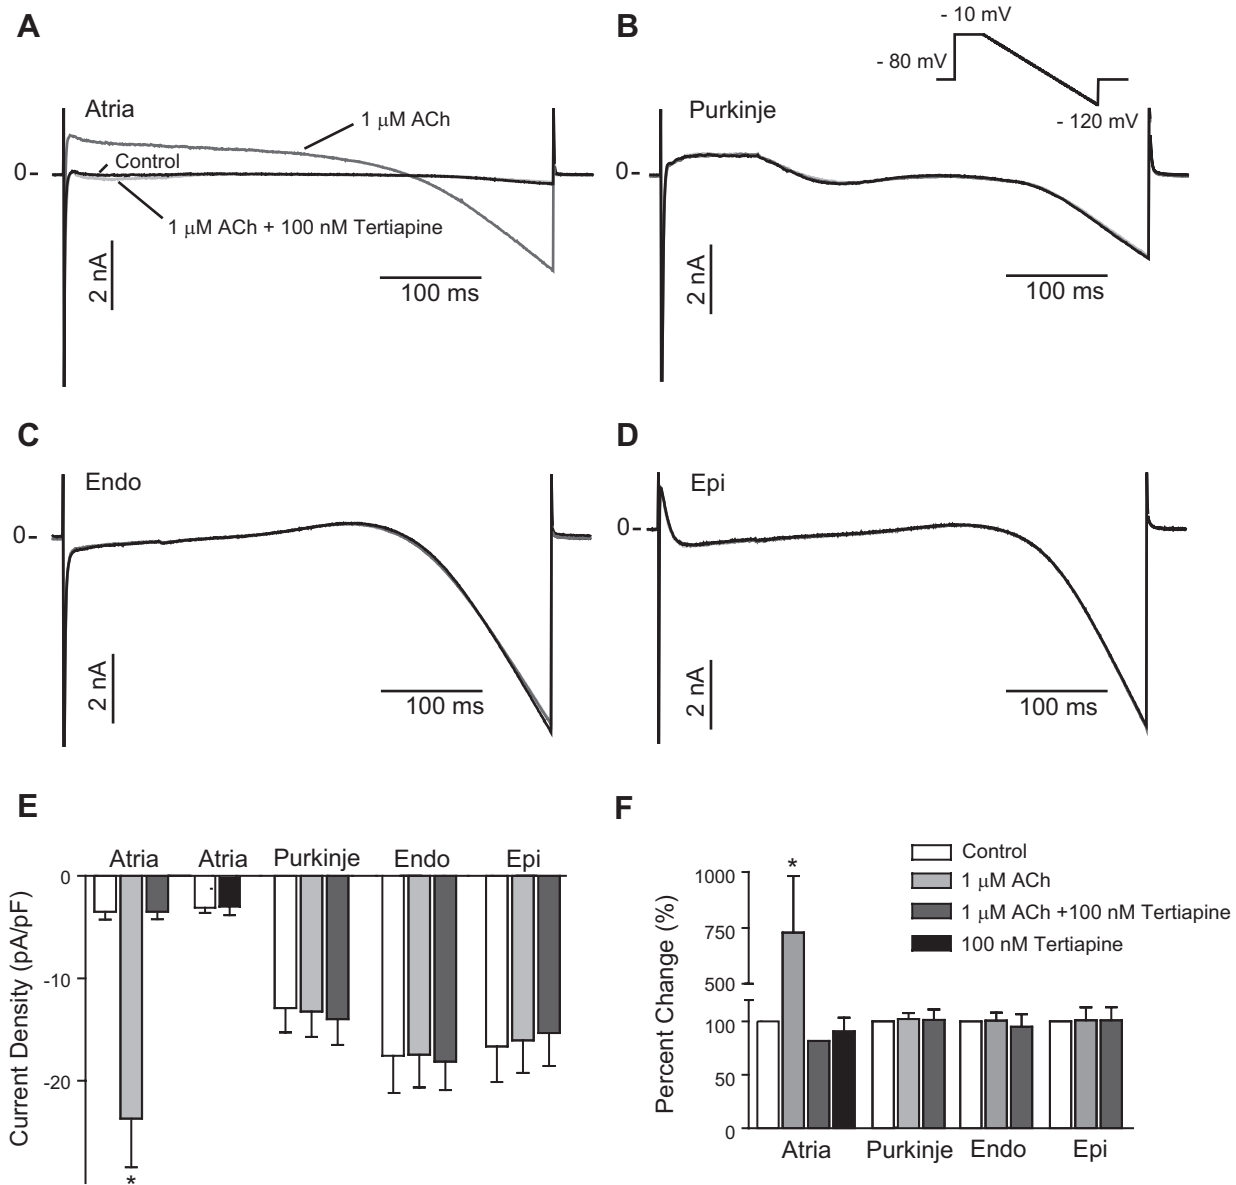 A
Atria
1 μM ACh
Control
0-
1 μM ACh + 100 nM Tertiapine
2 nA
100 ms
B
- 10 mV
- 80 mV
- 120 mV
Purkinje
0-
2 nA
100 ms
C
Endo
0-
2 nA
100 ms
D
Epi
0-
2 nA
100 ms
E
Atria Atria Purkinje Endo Epi
0
-10
-20
Current Density (pA/pF)
*
F
Control
1 μM ACh
1 μM ACh +100 nM Tertiapine
100 nM Tertiapine
*
1000
750
500
100
50
0
Percent Change (%)
Atria Purkinje Endo Epi